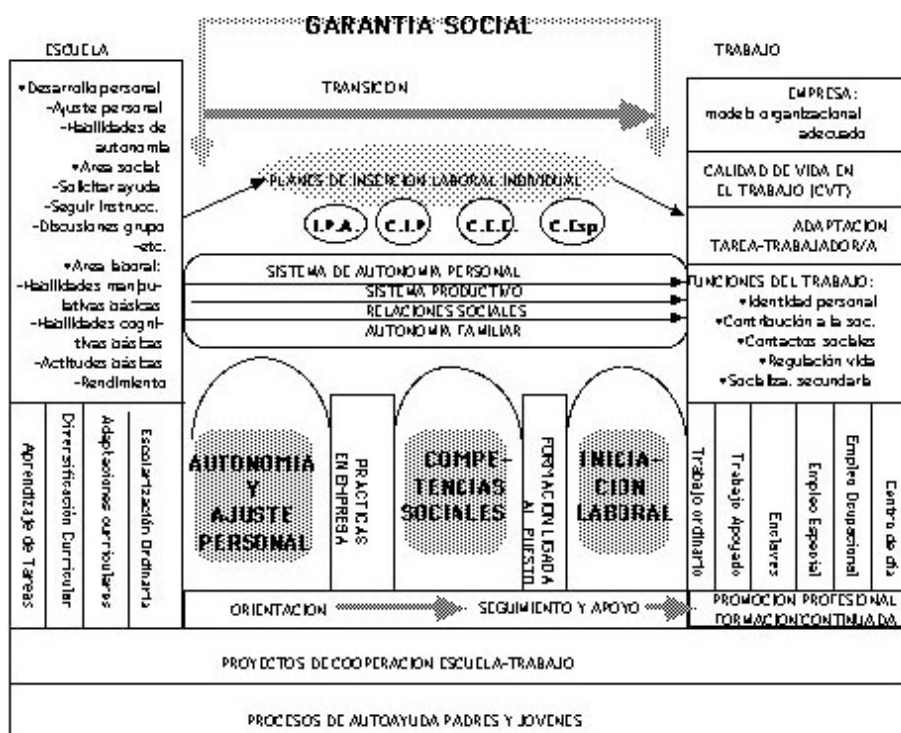 GARANTIA SOCIAL
ESCUELA
TRABAJO
TRANSICION
•Desarrollo personal
-Ajuste personal
-Habilidades de
autonomía
•Area social:
-Solicitar ayuda
-Seguir Instrucc.
-Discusiones grupo
-etc.
•Area laboral:
-Habilidades manipu-
lativas básicas
-Habilidades cogni-
tivas básicas
-Actitudes básicas
-Rendimiento
PLANES DE INSERCION LABORAL INDIVIDUAL
I.P.A.
C.I.P
C.E.E.
C.Esp
SISTEMA DE AUTONOMIA PERSONAL
SISTEMA PRODUCTIVO
RELACIONES SOCIALES
AUTONOMIA FAMILIAR
EMPRESA:
modelo organizacional
adecuado
CALIDAD DE VIDA EN
EL TRABAJO (CVT)
ADAPTACION
TAREA-TRABAJADOR/A
FUNCIONES DEL TRABAJO:
•Identidad personal
•Contribución a la soc.
•Contactos sociales
•Regulación vida
•Socializa. secundaria
Aprendizaje de Tareas
Diversificación Curricular
Adaptaciones curriculares
Escolarización Ordinaria
AUTONOMIA
Y
AJUSTE
PERSONAL
PRACTICAS
EN EMPRESA
COMPE-
TENCIAS
SOCIALES
FORMACION LIGADA
AL PUESTO
INICIA-
CION
LABORAL
Trabajo ordinario
Trabajo Apoyado
Enclaves
Empleo Especial
Empleo Ocupacional
Centro de día
ORIENTACION
SEGUIMIENTO Y APOYO
PROMOCION PROFESIONAL
FORMACION CONTINUADA
PROYECTOS DE COOPERACION ESCUELA-TRABAJO
PROCESOS DE AUTOAYUDA PADRES Y JOVENES